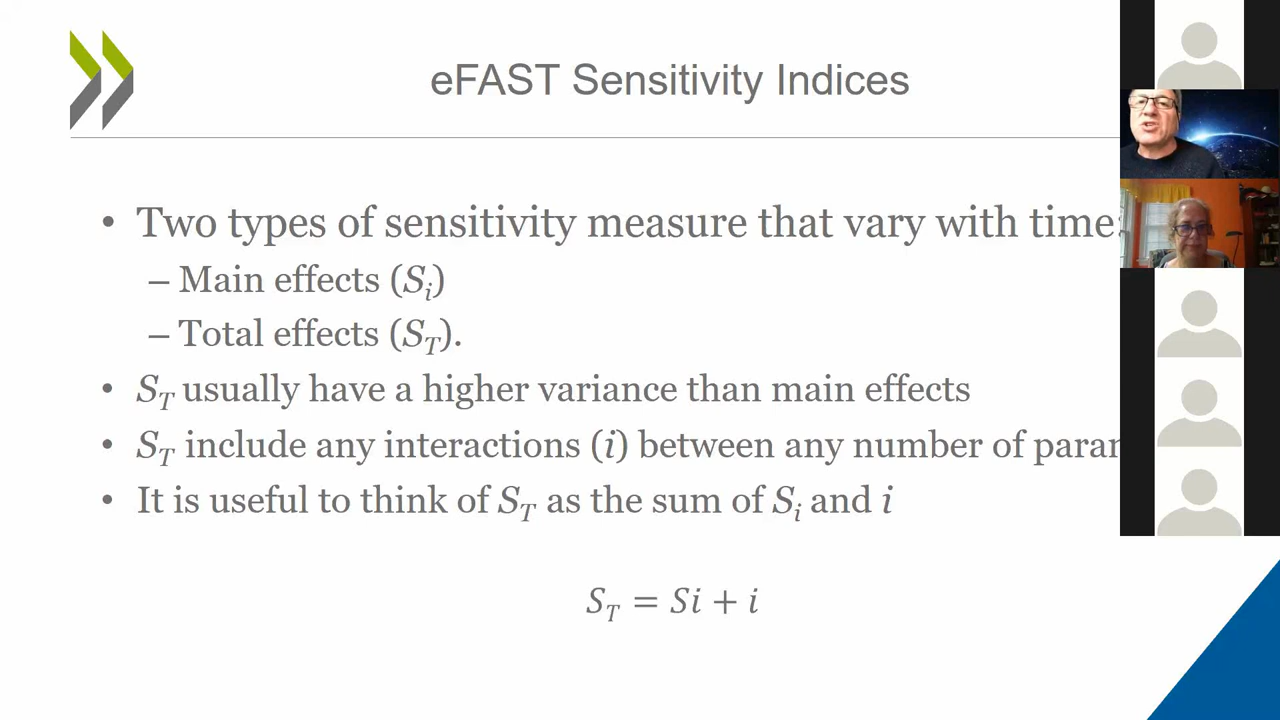 eFAST Sensitivity Indices
• Two types of sensitivity measure that vary with time:
– Main effects (Si)
– Total effects (ST).
• ST usually have a higher variance than main effects
• ST include any interactions (i) between any number of
• It is useful to think of ST as the sum of Si and i
ST = Si + i